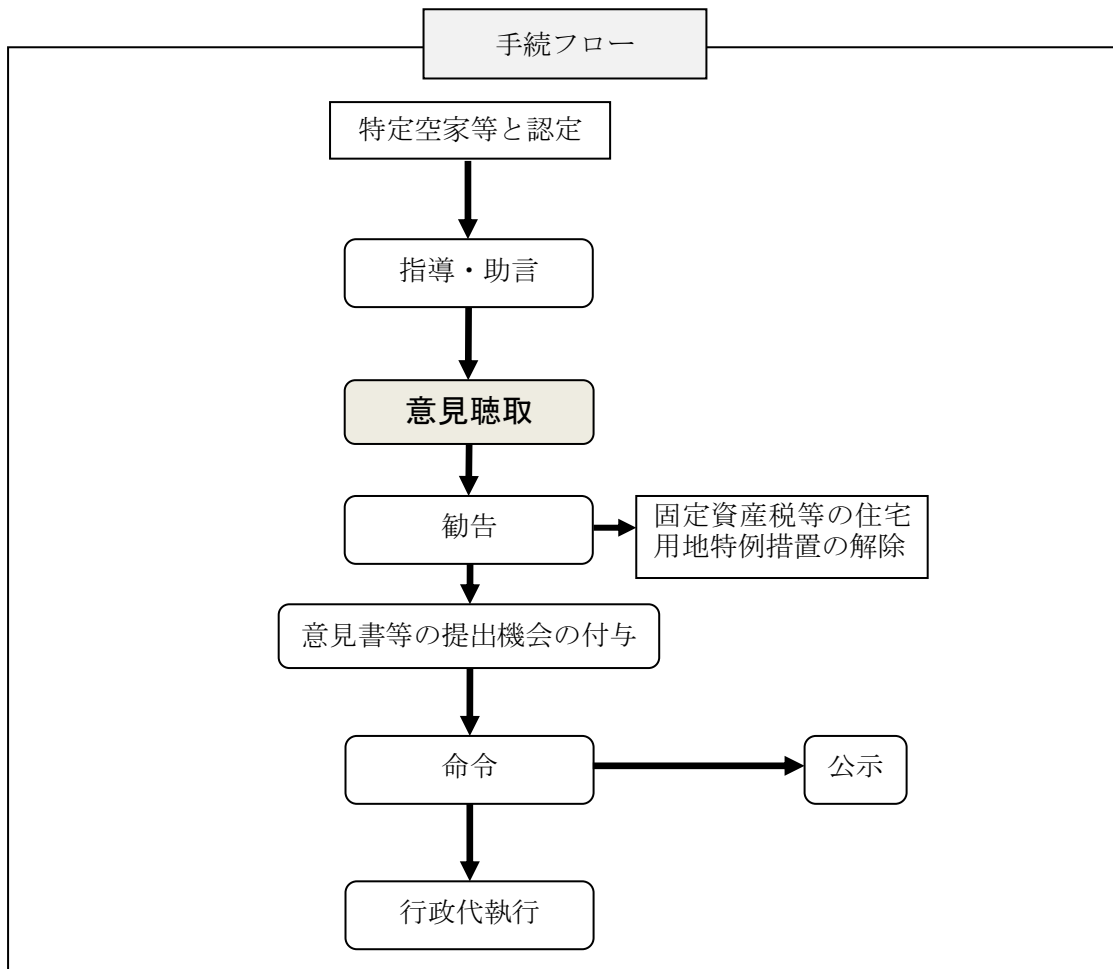 手続フロー
特定空家等と認定
指導・助言
意見聴取
勧告
固定資産税等の住宅
用地特例措置の解除
意見書等の提出機会の付与
命令
公示
行政代執行